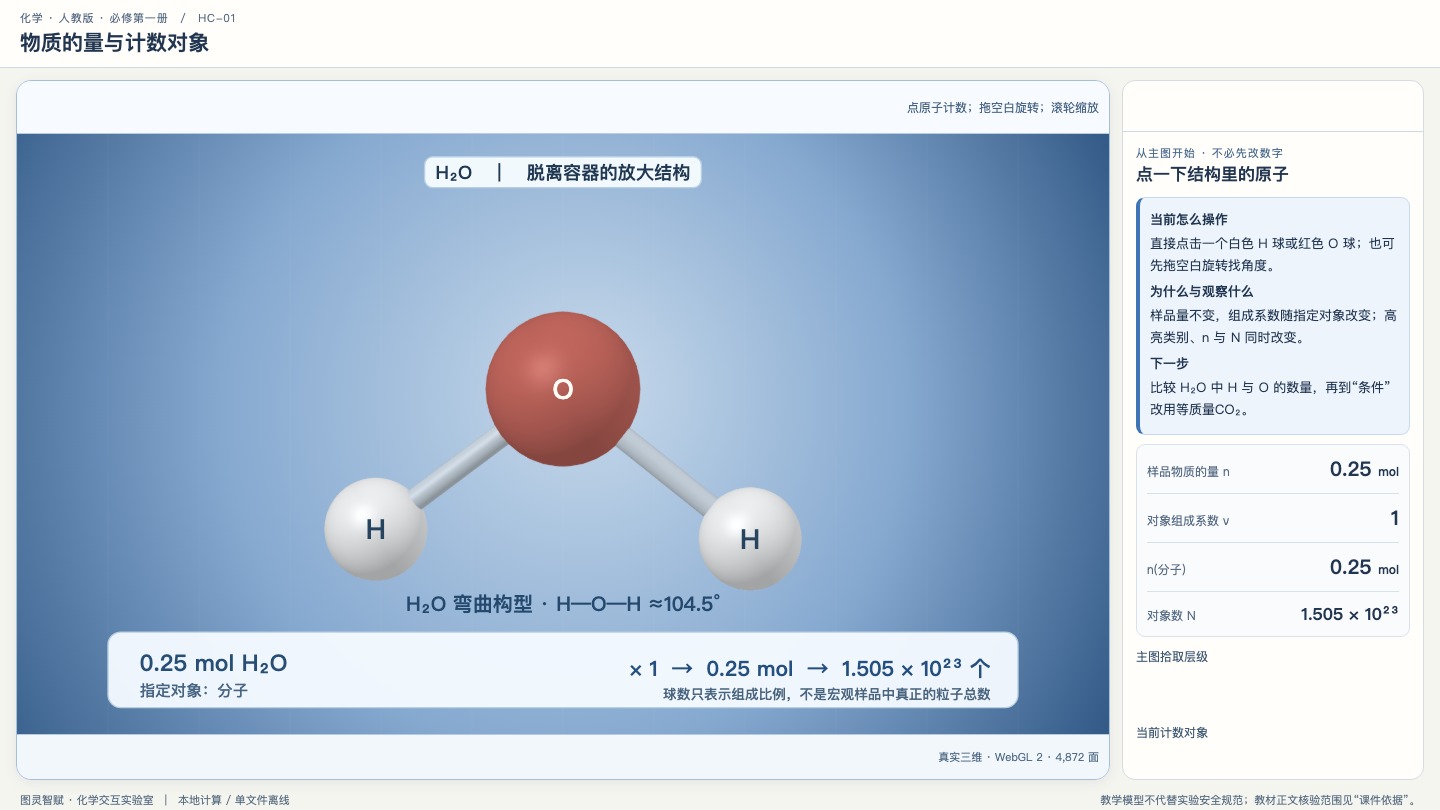 化学 · 人教版 · 必修第一册 / HC-01
物质的量与计数对象
点原子计数；拖空白旋转；滚轮缩放
H₂O ｜ 脱离容器的放大结构
O
H
H
H₂O 弯曲构型 · H—O—H ≈104.5°
0.25 mol H₂O
指定对象：分子
× 1 → 0.25 mol → 1.505 × 10²³ 个
球数只表示组成比例，不是宏观样品中真正的粒子总数
真实三维 · WebGL 2 · 4,872 面
从主图开始 · 不必先改数字
点一下结构里的原子
当前怎么操作
直接点击一个白色 H 球或红色 O 球；也可
先拖空白旋转找角度。
为什么与观察什么
样品量不变，组成系数随指定对象改变；高
亮类别、n 与 N 同时改变。
下一步
比较 H₂O 中 H 与 O 的数量，再到“条件”
改用等质量CO₂。
样品物质的量 n 0.25 mol
对象组成系数 ν 1
n(分子) 0.25 mol
对象数 N 1.505 × 10²³
主图拾取层级
当前计数对象
图灵智赋 · 化学交互实验室 ｜ 本地计算 / 单文件离线
教学模型不代替实验安全规范；教材正文核验范围见“课件依据”。